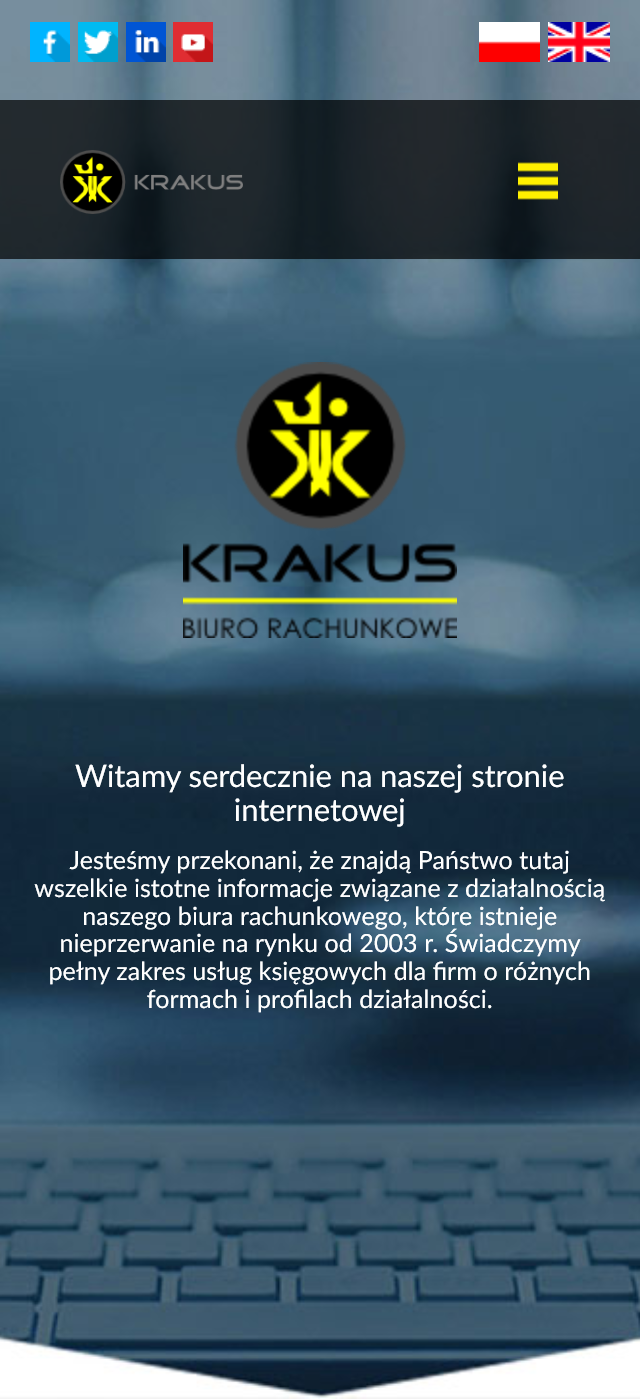 KRAKUS
KRAKUS
BIURO RACHUNKOWE
Witamy serdecznie na naszej stronie
internetowej
Jesteśmy przekonani, że znajdą Państwo tutaj
wszelkie istotne informacje związane z działalnością
naszego biura rachunkowego, które istnieje
nieprzerwanie na rynku od 2003 r. Świadczymy
pełny zakres usług księgowych dla firm o różnych
formach i profilach działalności.